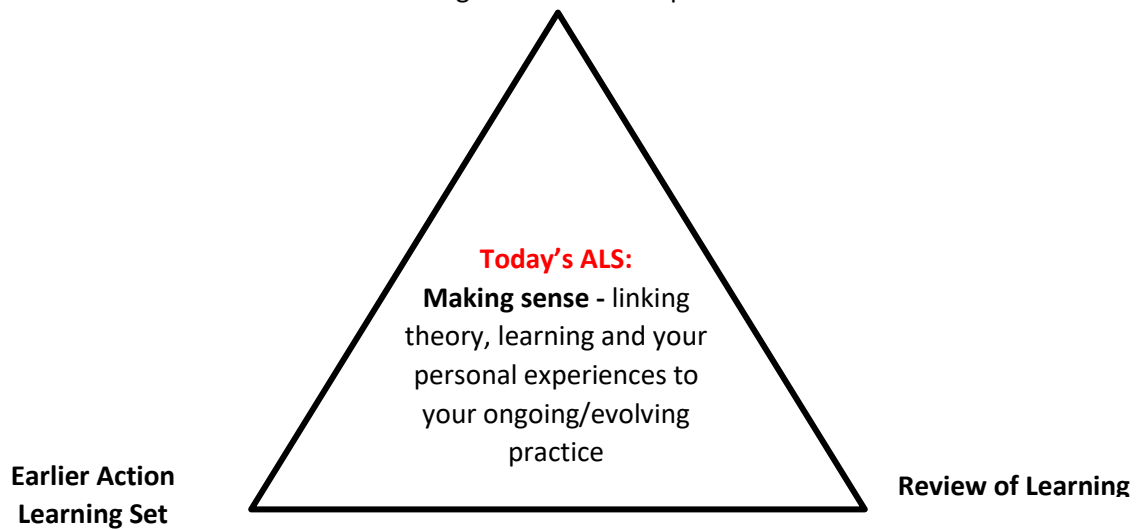 Today's ALS:
Making sense - linking
theory, learning and your
personal experiences to
your ongoing/evolving
practice
Earlier Action
Learning Set
Review of Learning